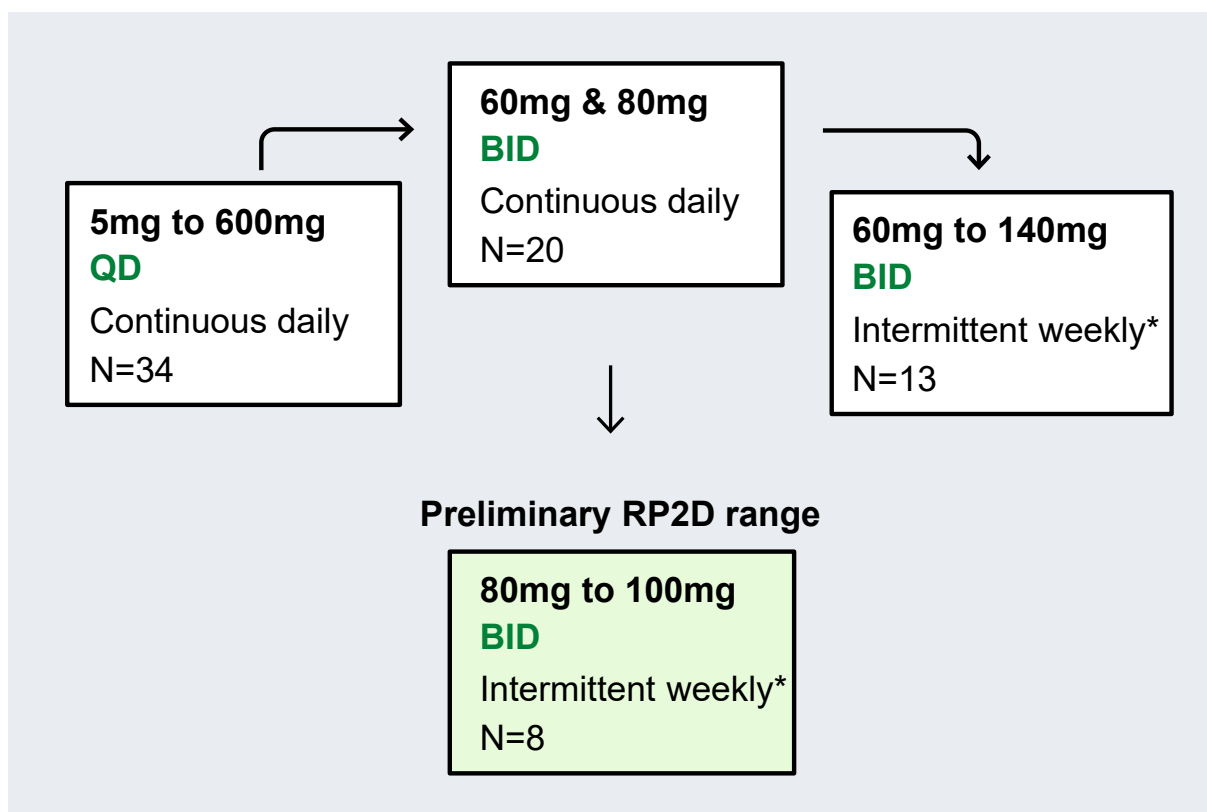 5mg to 600mg
QD
Continuous daily
N=34
60mg & 80mg
BID
Continuous daily
N=20
60mg to 140mg
BID
Intermittent weekly*
N=13
Preliminary RP2D range
80mg to 100mg
BID
Intermittent weekly*
N=8